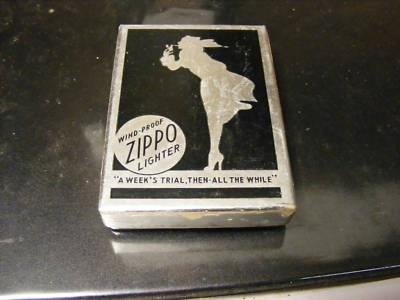 WIND-PROOF
ZIPPO
LIGHTER
"A WEEK'S TRIAL, THEN-ALL THE WHILE"